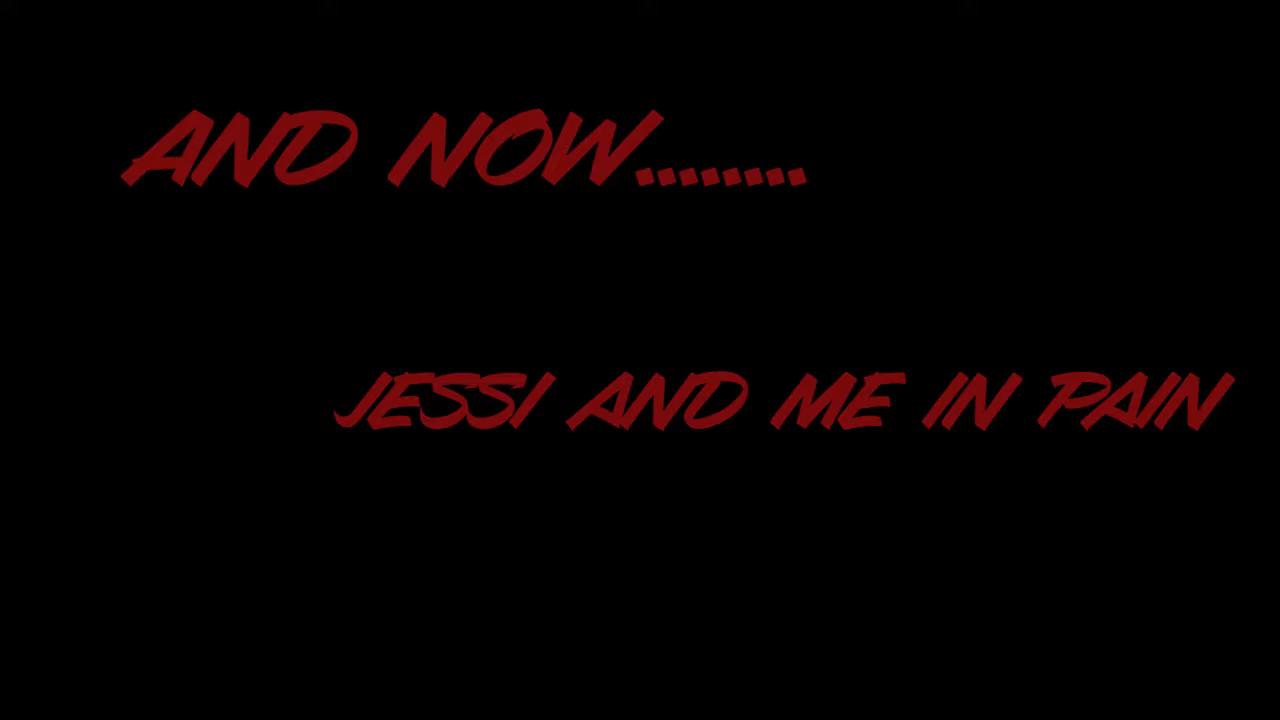 AND NOW........
JESSI AND ME IN PAIN